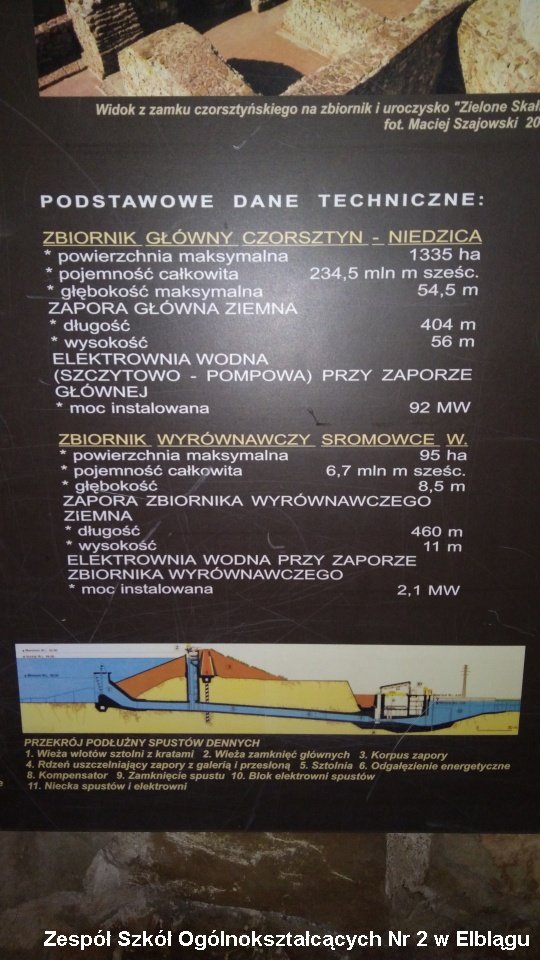 Widok z zamku czorsztyńskiego na zbiornik i uroczysko "Zielone Skał
fot. Maciej Szajowski 20
PODSTAWOWE DANE TECHNICZNE:
ZBIORNIK GŁÓWNY CZORSZTYN - NIEDZICA
* powierzchnia maksymalna 1335 ha
* pojemność całkowita 234,5 mln m sześc.
* głębokość maksymalna 54,5 m
ZAPORA GŁÓWNA ZIEMNA
* długość 404 m
* wysokość 56 m
ELEKTROWNIA WODNA
(SZCZYTOWO - POMPOWA) PRZY ZAPORZE
GŁÓWNEJ
* moc instalowana 92 MW
ZBIORNIK WYRÓWNAWCZY SROMOWCE W.
* powierzchnia maksymalna 95 ha
* pojemność całkowita 6,7 mln m sześc.
* głębokość 8,5 m
ZAPORA ZBIORNIKA WYRÓWNAWCZEGO
ZIEMNA
* długość 460 m
* wysokość 11 m
ELEKTROWNIA WODNA PRZY ZAPORZE
ZBIORNIKA WYRÓWNAWCZEGO
* moc instalowana 2,1 MW
PRZEKRÓJ PODŁUŻNY SPUSTÓW DENNYCH
1. Wieża wlotów sztolni z kratami 2. Wieża zamknięć głównych 3. Korpus zapory
4. Rdzeń uszczelniający zapory z galerią i przesłoną 5. Sztolnia 6. Odgałęzienie energetyczne
8. Kompensator 9. Zamknięcie spustu 10. Blok elektrowni spustów
11. Niecka spustów i elektrowni
Zespół Szkół Ogólnokształcących Nr 2 w Elblągu